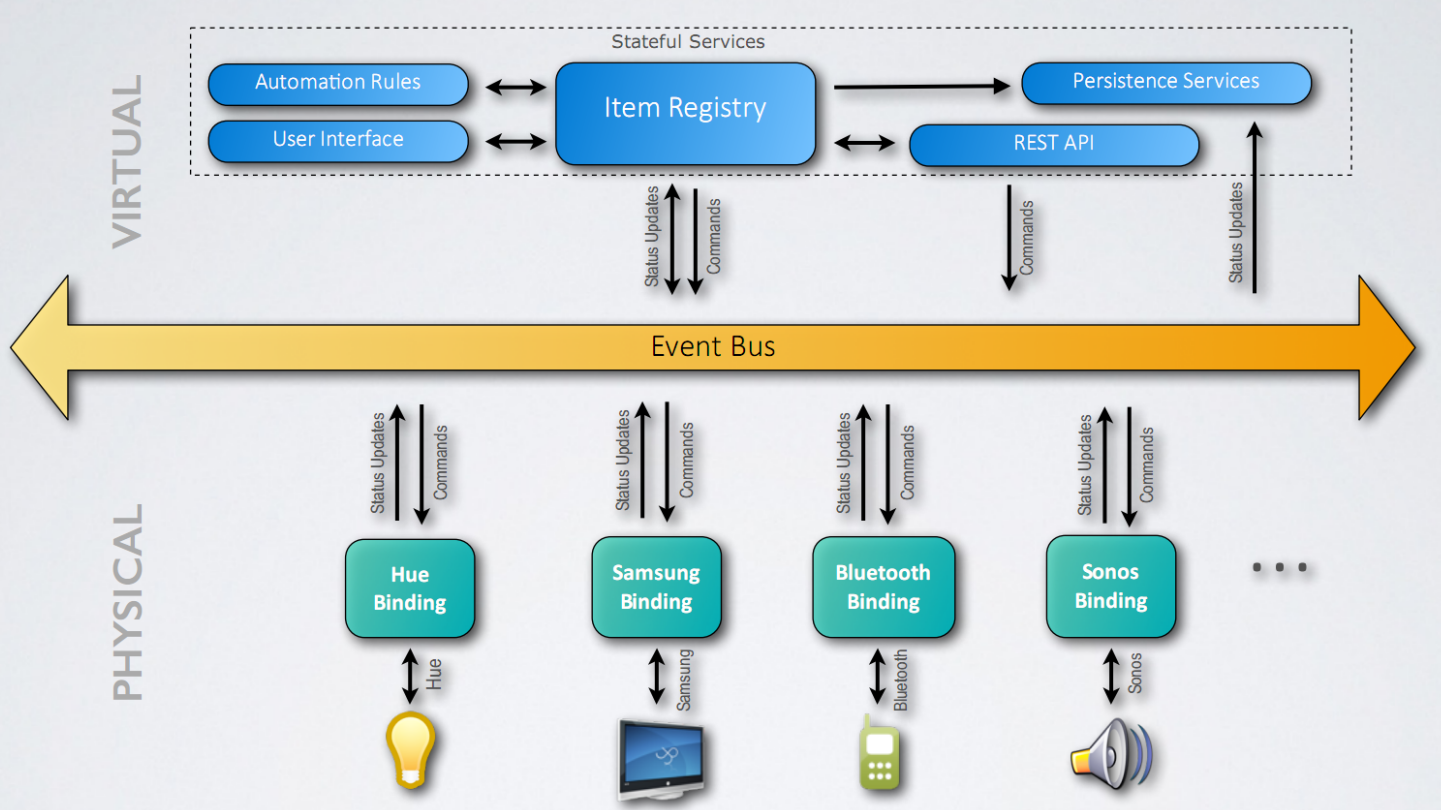 Stateful Services
Automation Rules
Item Registry
Persistence Services
User Interface
REST API
VIRTUAL
Status Updates
Commands
Commands
Status Updates
Event Bus
Status Updates
Commands
Status Updates
Commands
Status Updates
Commands
Status Updates
Commands
PHYSICAL
Hue
Binding
Samsung
Binding
Bluetooth
Binding
Sonos
Binding
...
Hue
Samsung
Bluetooth
Sonos